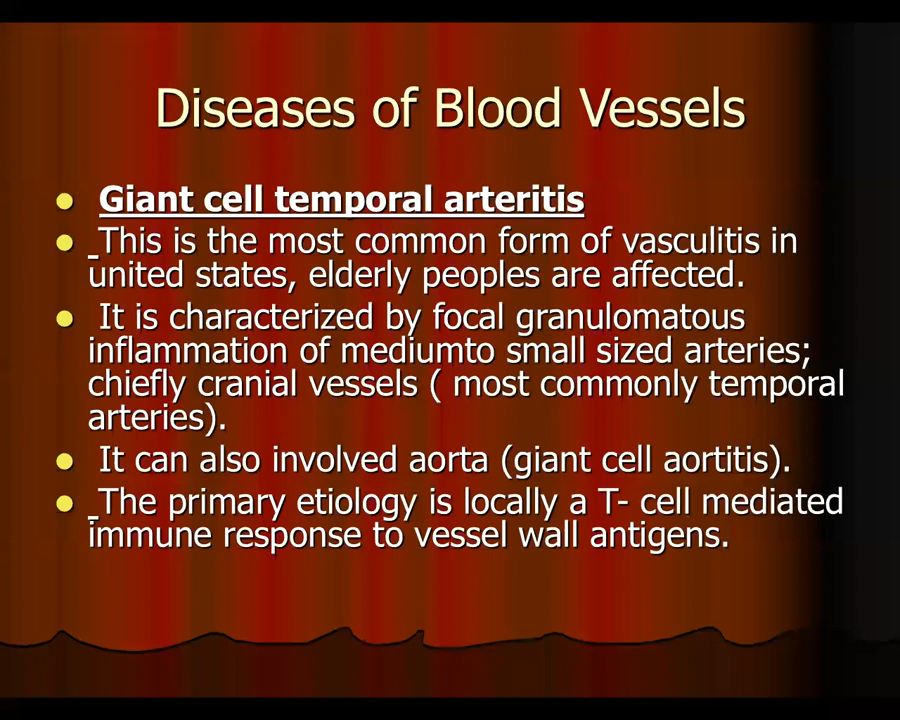 Diseases of Blood Vessels
● Giant cell temporal arteritis
● This is the most common form of vasculitis in
united states, elderly peoples are affected.
● It is characterized by focal granulomatous
inflammation of mediumto small sized arteries;
chiefly cranial vessels ( most commonly temporal
arteries).
● It can also involved aorta (giant cell aortitis).
● The primary etiology is locally a T- cell mediated
immune response to vessel wall antigens.